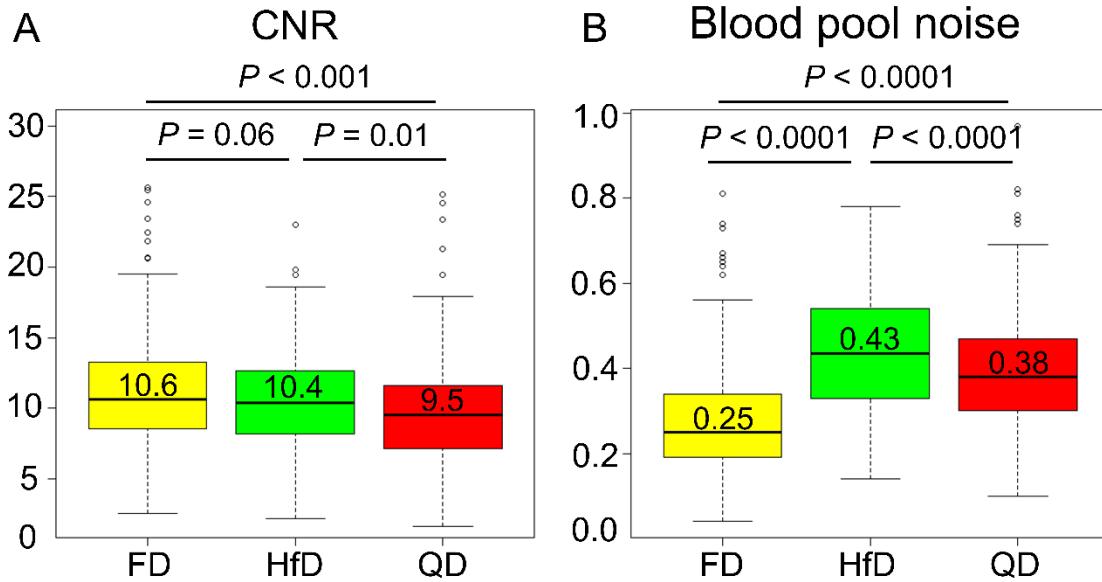 A
CNR
P < 0.001
P = 0.06
P = 0.01
30
25
20
15
10
5
0
10.6
10.4
9.5
FD
HfD
QD
B
Blood pool noise
P < 0.0001
P < 0.0001
P < 0.0001
1.0
0.8
0.6
0.4
0.2
0.0
0.25
0.43
0.38
FD
HfD
QD